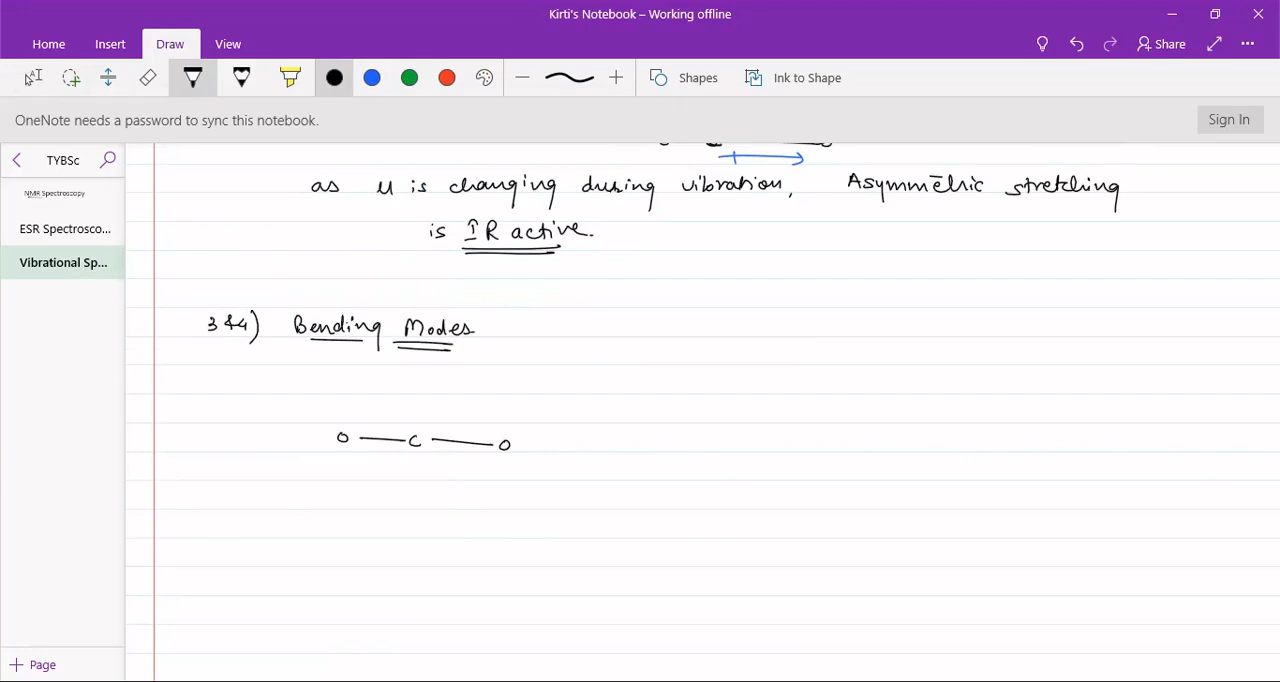 Kirti's Notebook – Working offline
Home Insert Draw View Share
Shapes Ink to Shape
OneNote needs a password to sync this notebook. Sign In
TYBSc
NMR Spectroscopy
ESR Spectrosco...
Vibrational Sp...
as μ is changing during vibration, Asymmetric stretching
is IR active.
3 &4) Bending Modes
O — C — O
+ Page